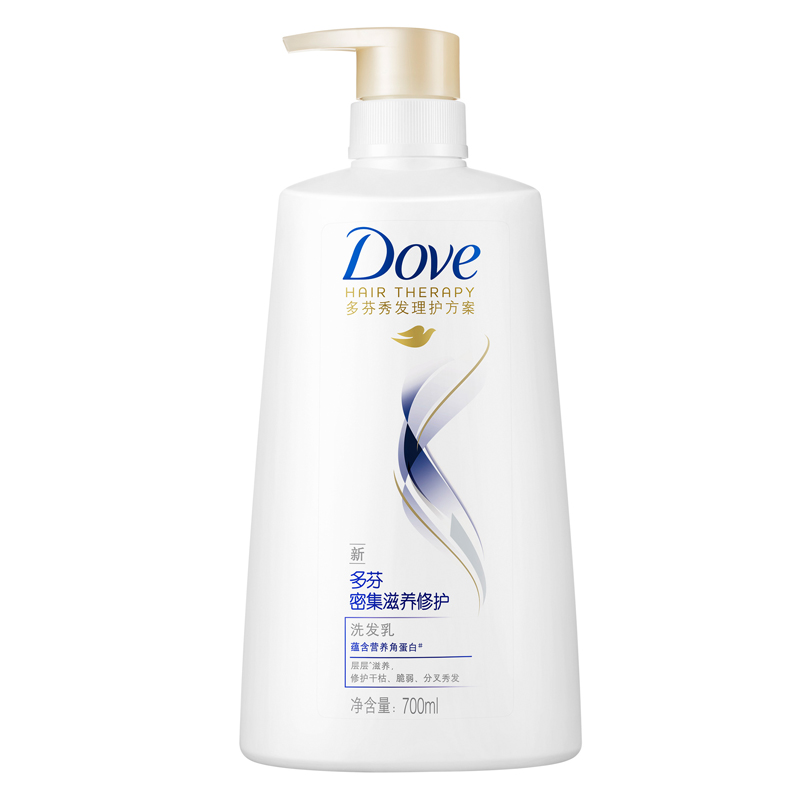 Dove
HAIR THERAPY
多芬秀发理护方案
新
多芬
密集滋养修护
洗发乳
蕴含营养角蛋白#
层层^滋养,
修护干枯、脆弱、分叉秀发
净含量: 700ml